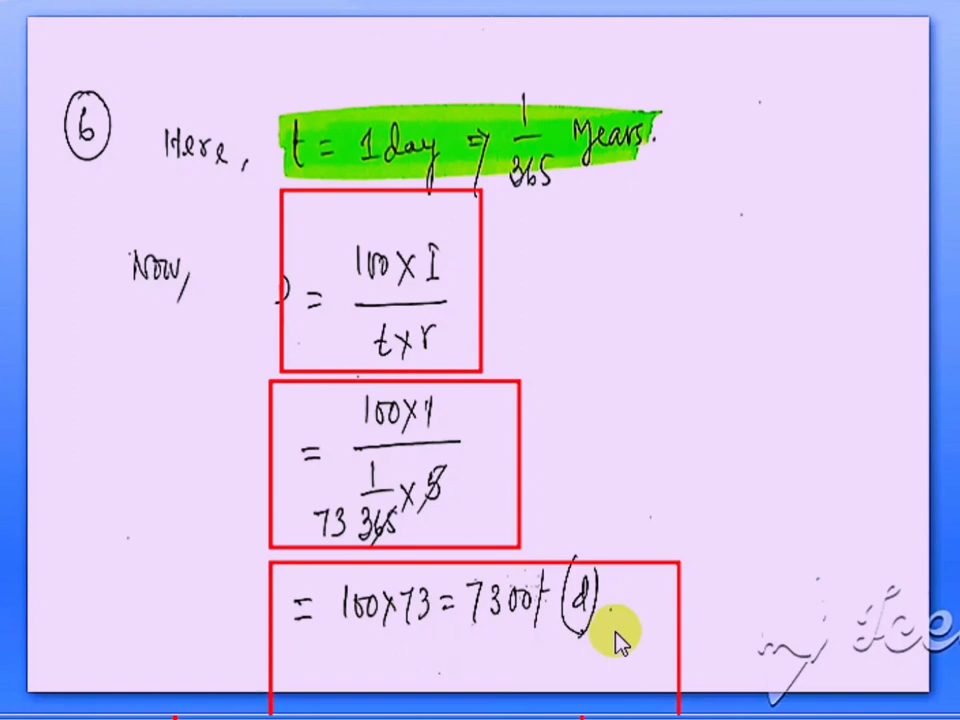 6
Here, t = 1 day ⇒ 1/365 Years.
Now, P = (100 × I)/(t × r)
= (100 × 1)/(1/365 × 5)
73
= 100 × 73 = 7300/- (d).